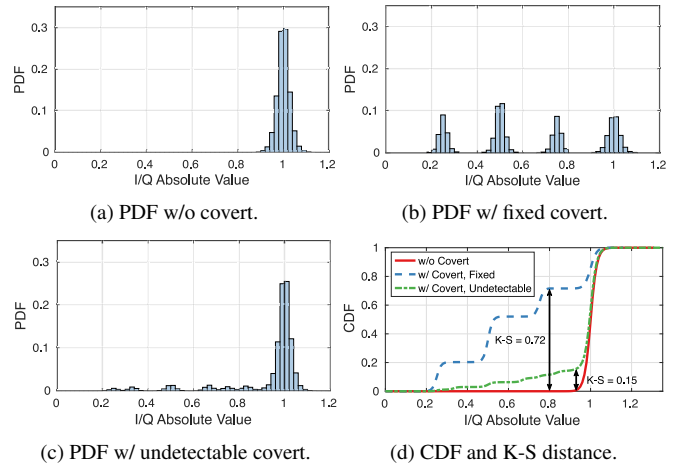 PDF
0.3
0.2
0.1
0
0 0.2 0.4 0.6 0.8 1 1.2
I/Q Absolute Value
(a) PDF w/o covert.
PDF
0.3
0.2
0.1
0
0 0.2 0.4 0.6 0.8 1 1.2
I/Q Absolute Value
(b) PDF w/ fixed covert.
PDF
0.3
0.2
0.1
0
0 0.2 0.4 0.6 0.8 1 1.2
I/Q Absolute Value
(c) PDF w/ undetectable covert.
CDF
1
0.8
0.6
0.4
0.2
0
w/o Covert
w/ Covert, Fixed
w/ Covert, Undetectable
K-S = 0.72
K-S = 0.15
0 0.2 0.4 0.6 0.8 1 1.2
I/Q Absolute Value
(d) CDF and K-S distance.